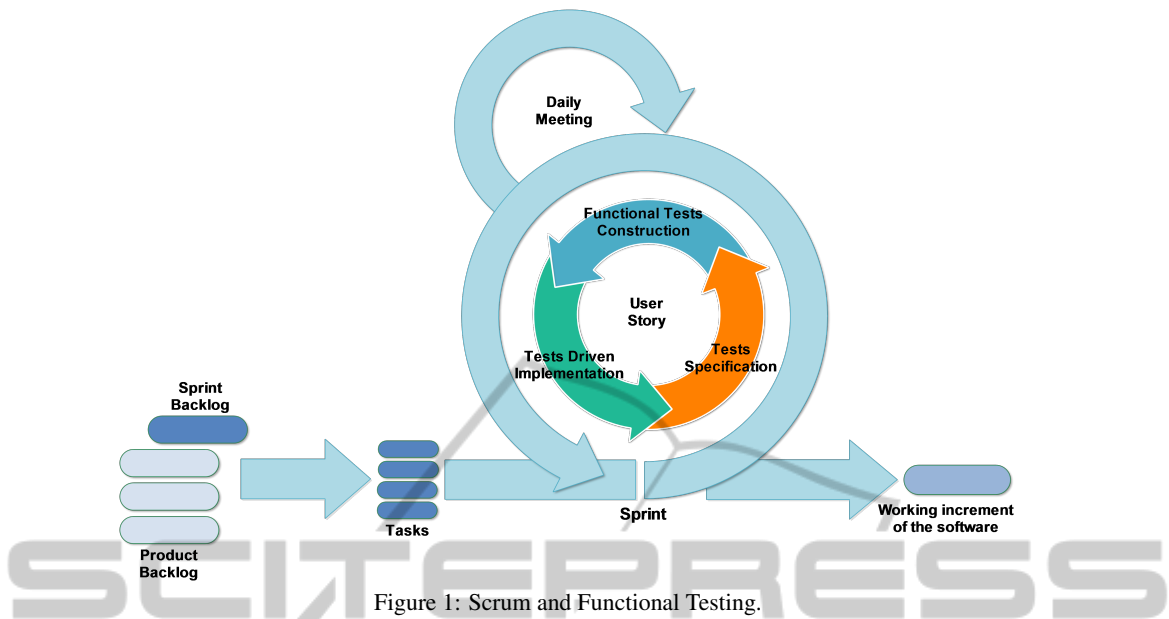 Daily
Meeting
Functional Tests
Construction
User
Story
Tests Driven
Implementation
Tests
Specification
Sprint
Backlog
Product
Backlog
Tasks
Sprint
Working increment
of the software
SCITEPRESS
Figure 1: Scrum and Functional Testing.